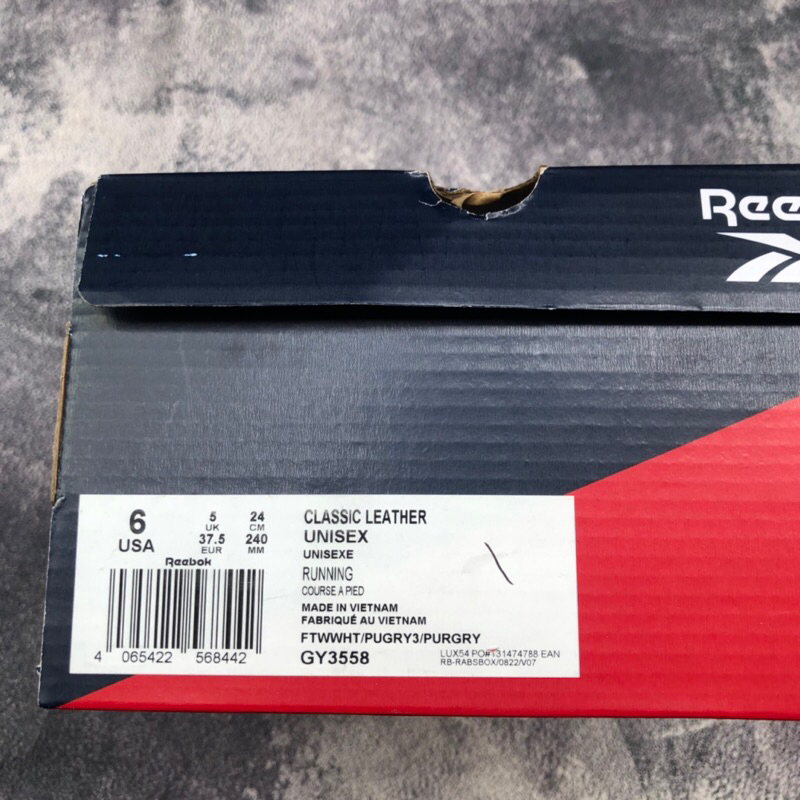 Ree
6
USA
5
UK
37.5
EUR
24
CM
240
MM
Reebok
4 065422 568442
CLASSIC LEATHER
UNISEX
UNISEXE
RUNNING
COURSE A PIED
MADE IN VIETNAM
FABRIQUÉ AU VIETNAM
FTWWHT/PUGRY3/PURGRY
GY3558
LUX54 PO#131474788 EAN
RB-RABSBOX/0822/V07